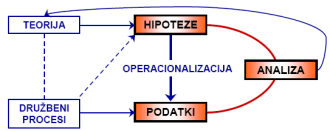 TEORIJA
HIPOTEZE
OPERACIONALIZACIJA
ANALIZA
DRUŽBENI
PROCESI
PODATKI